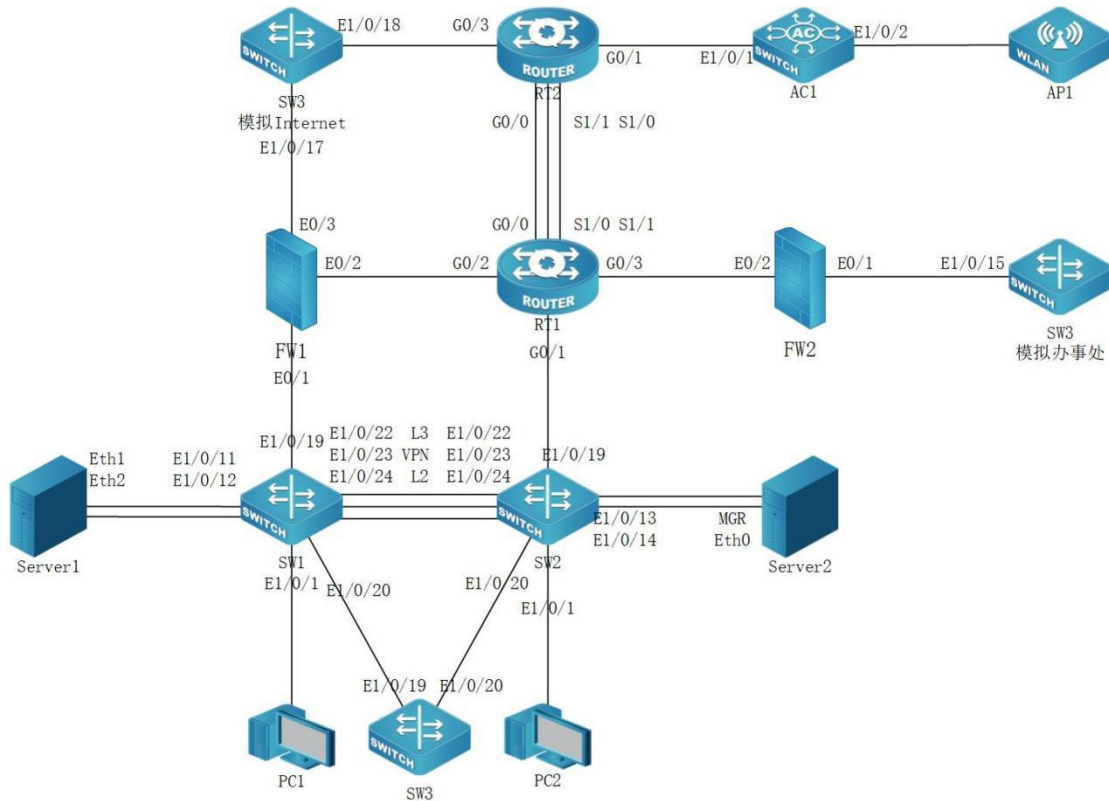 E1/0/18 G0/3
SWITCH
ROUTER
G0/1 E1/0/1
AC
SWITCH
E1/0/2
WLAN
SW3
模拟Internet
E1/0/17
RT2
AC1
AP1
G0/0 S1/1 S1/0
E0/3
G0/0 S1/0 S1/1
E0/2 G0/2
ROUTER
G0/3 E0/2
E0/1 E1/0/15
SWITCH
FW1
RT1
FW2
SW3
模拟办事处
E0/1
G0/1
E1/0/19
E1/0/22 L3 E1/0/22
E1/0/23 VPN E1/0/23
E1/0/24 L2 E1/0/24
E1/0/19
Eth1 E1/0/11
Eth2 E1/0/12
SWITCH
SWITCH
E1/0/13 MGR
E1/0/14 Eth0
Server1
SW1
SW2
Server2
E1/0/1
E1/0/20
E1/0/20
E1/0/1
E1/0/19 E1/0/20
SWITCH
PC1
SW3
PC2